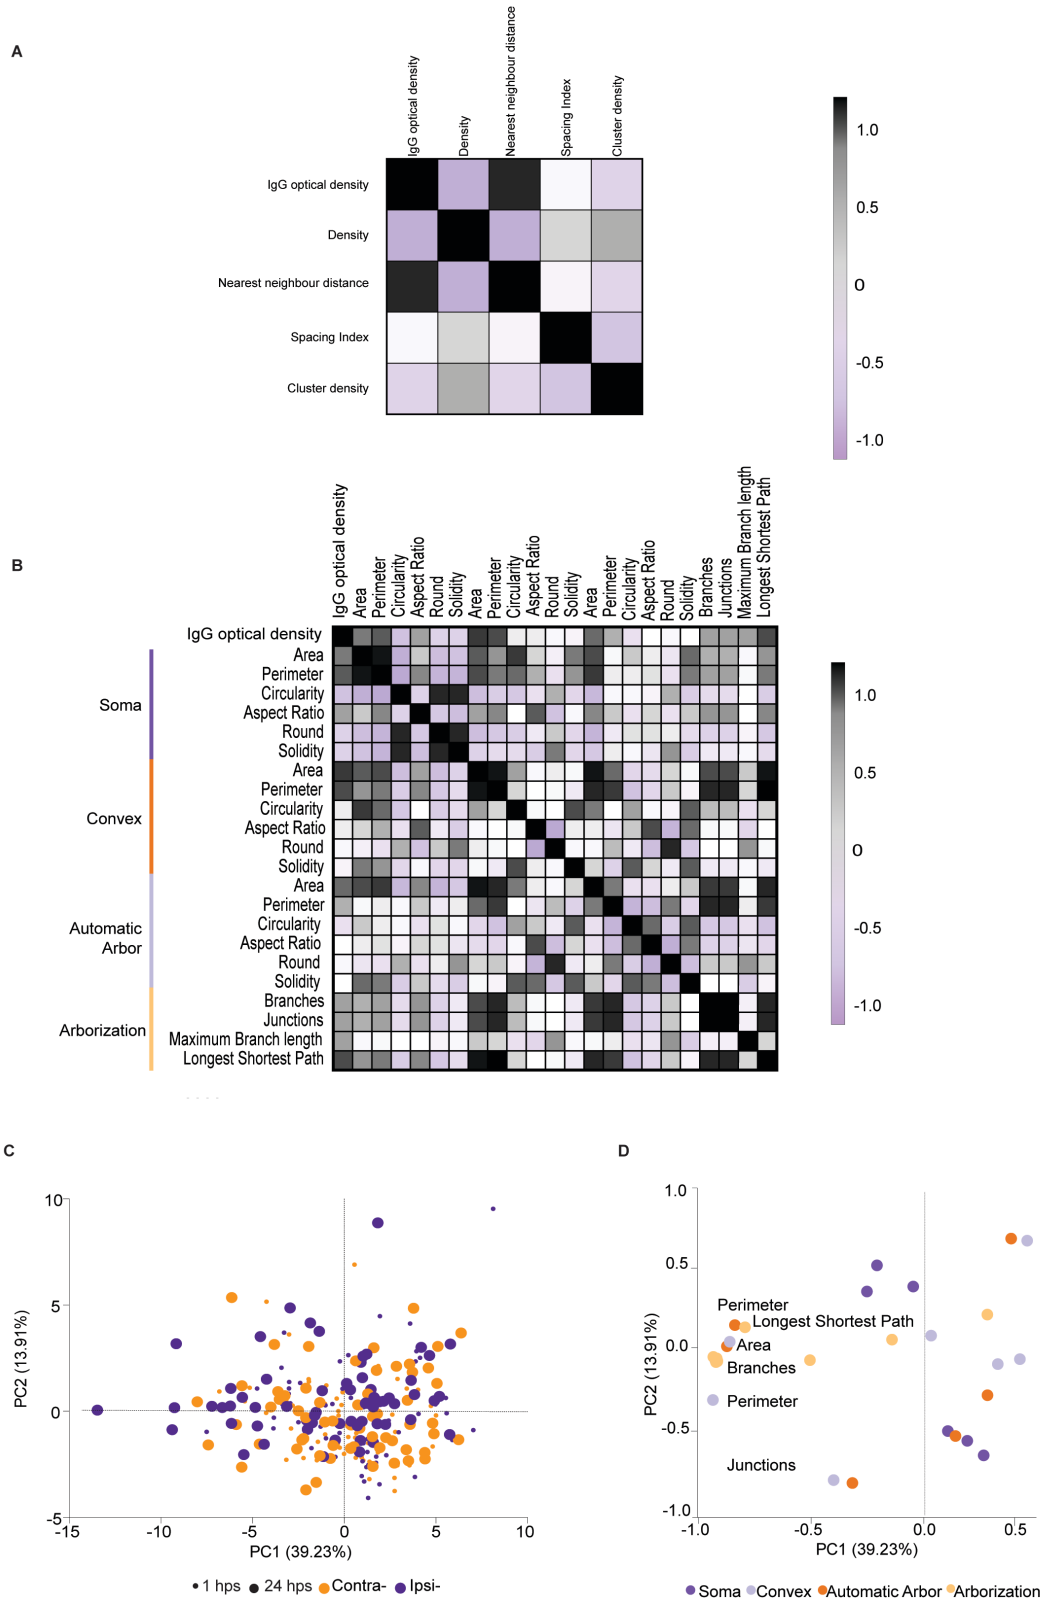 A
IgG optical density
Density
Nearest neighbour distance
Spacing Index
Cluster density
IgG optical density
Density
Nearest neighbour distance
Spacing Index
Cluster density
1.0
0.5
0
-0.5
-1.0
B
IgG optical density
Area
Perimeter
Circularity
Aspect Ratio
Round
Solidity
Area
Perimeter
Circularity
Aspect Ratio
Round
Solidity
Area
Perimeter
Circularity
Aspect Ratio
Round
Solidity
Branches
Junctions
Maximum Branch length
Longest Shortest Path
IgG optical density
Area
Perimeter
Circularity
Aspect Ratio
Round
Solidity
Area
Perimeter
Circularity
Aspect Ratio
Round
Solidity
Area
Perimeter
Circularity
Aspect Ratio
Round
Solidity
Branches
Junctions
Maximum Branch length
Longest Shortest Path
Soma
Convex
Automatic
Arbor
Arborization
1.0
0.5
0
-0.5
-1.0
C
10
5
0
-5
-15
-10
-5
0
5
10
PC2 (13.91%)
PC1 (39.23%)
1 hps 24 hps Contra- Ipsi-
D
1.0
0.5
0.0
-0.5
-1.0
-1.0
-0.5
0.0
0.5
PC2 (13.91%)
PC1 (39.23%)
Perimeter
Longest Shortest Path
Area
Branches
Perimeter
Junctions
Soma Convex Automatic Arbor Arborization